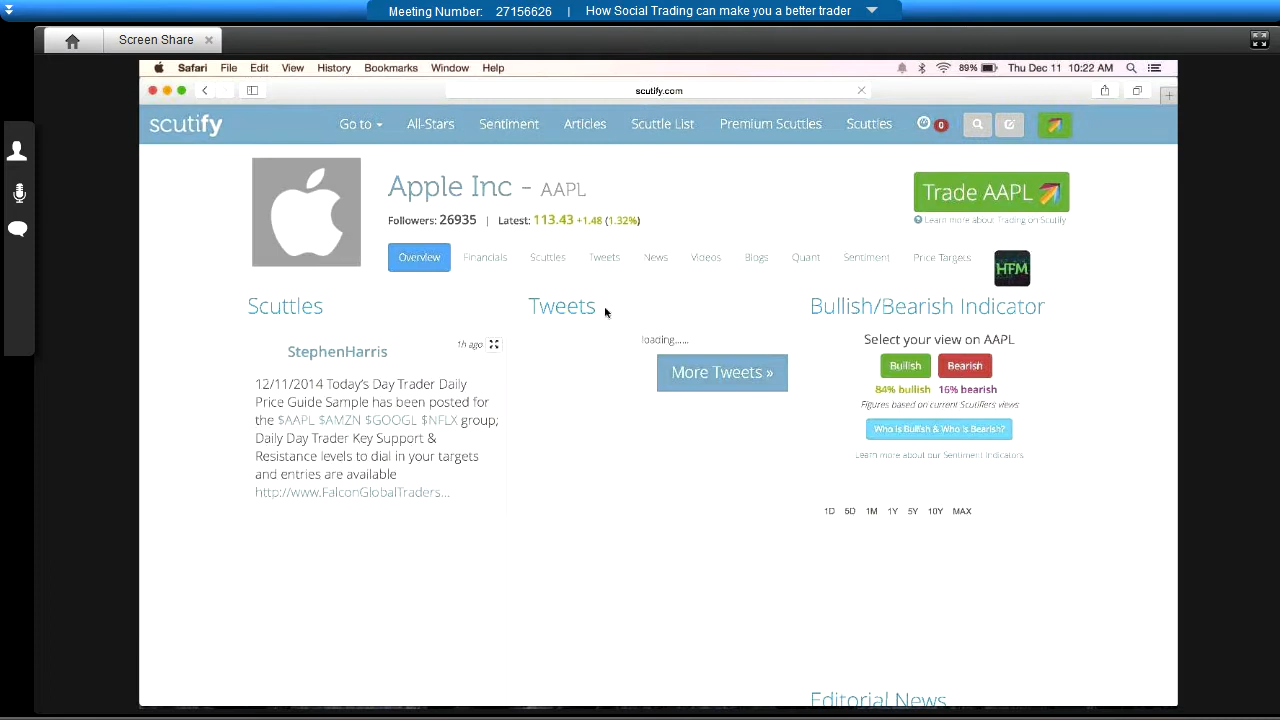 Meeting Number: 27156626 | How Social Trading can make you a better trader
Screen Share
Safari File Edit View History Bookmarks Window Help 89% Thu Dec 11 10:22 AM
scutify.com
scutify Go to All-Stars Sentiment Articles Scuttle List Premium Scuttles Scutties 0
Apple Inc - AAPL
Trade AAPL
Followers: 26935 | Latest: 113.43 +1.48 (1.32%)
Learn more about Trading on Scutify
Overview Financials Scuttles Tweets News Videos Blogs Quant Sentiment Price Targets HFM
Scuttles
StephenHarris 1h ago
12/11/2014 Today's Day Trader Daily
Price Guide Sample has been posted for
the $AAPL $AMZN $GOOGL $NFLX group;
Daily Day Trader Key Support &
Resistance levels to dial in your targets
and entries are available
http://www.FalconGlobalTraders...
Tweets
loading......
More Tweets »
Bullish/Bearish Indicator
Select your view on AAPL
Bullish Bearish
84% bullish 16% bearish
Figures based on current Scutifiers views
Who is Bullish & Who is Bearish?
Learn more about our Sentiment Indicators
1D 5D 1M 1Y 5Y 10Y MAX
Editorial News